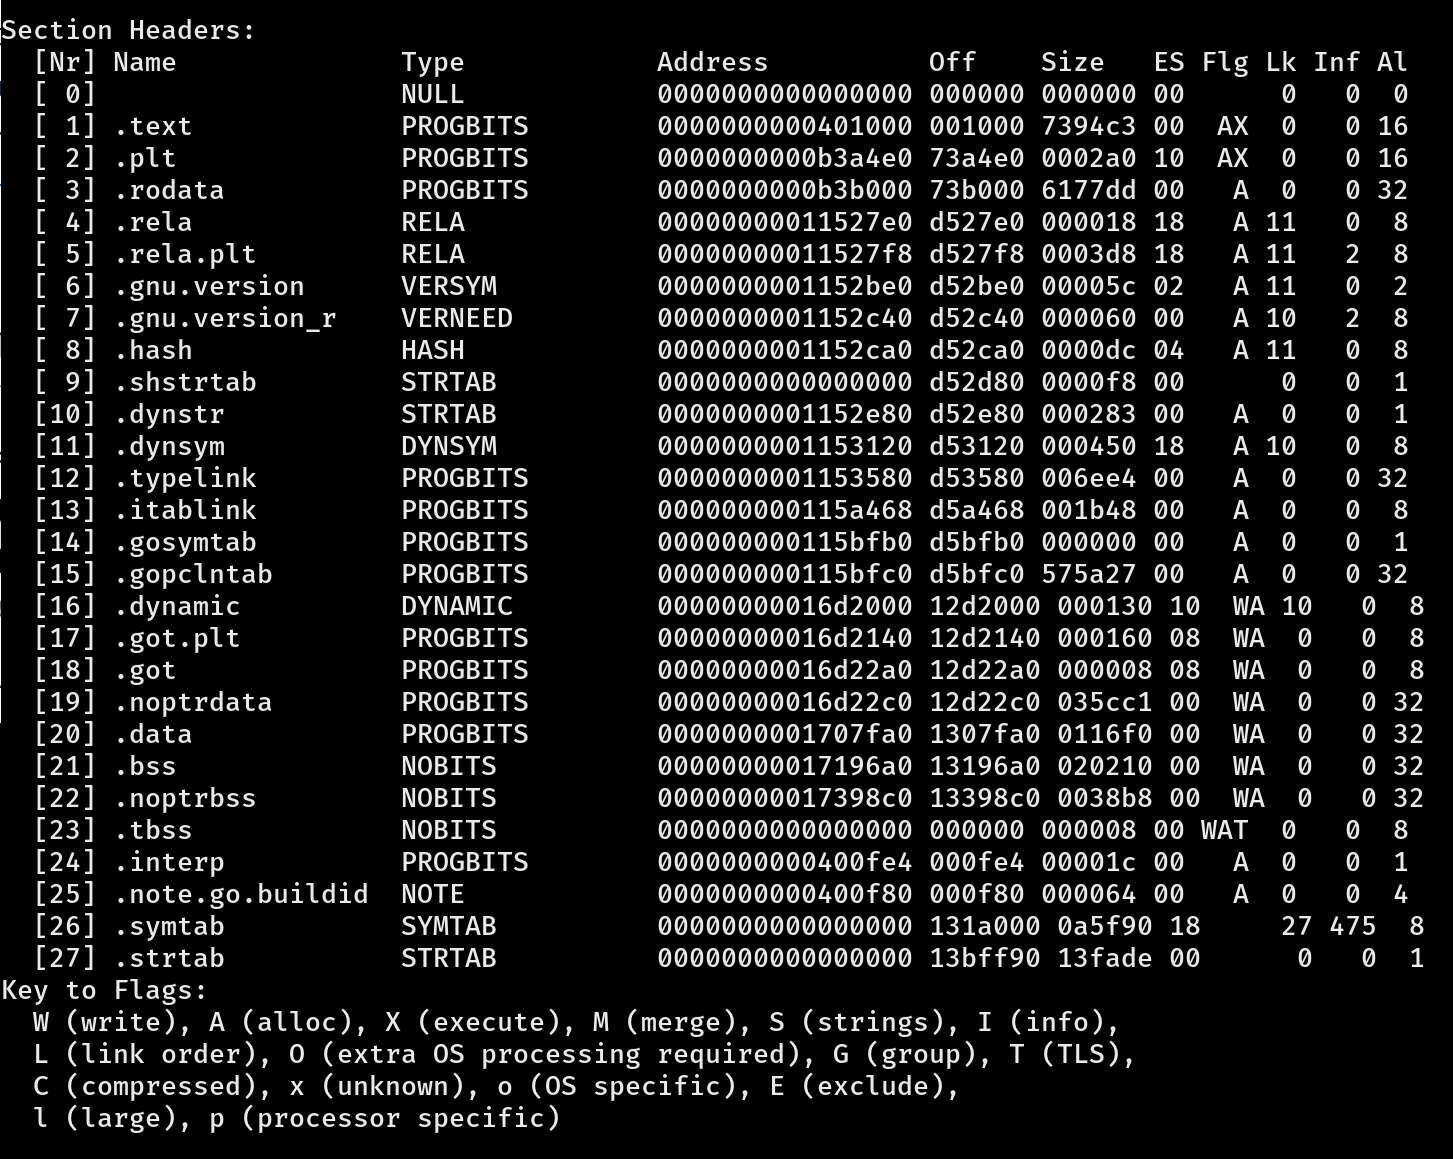 Section Headers:
  [Nr] Name              Type            Address          Off    Size   ES Flg Lk Inf Al
  [ 0]                   NULL            0000000000000000 000000 000000 00      0   0  0
  [ 1] .text             PROGBITS        0000000000401000 001000 7394c3 00  AX  0   0 16
  [ 2] .plt              PROGBITS        0000000000b3a4e0 73a4e0 0002a0 10  AX  0   0 16
  [ 3] .rodata           PROGBITS        0000000000b3b000 73b000 6177dd 00   A  0   0 32
  [ 4] .rela             RELA            00000000011527e0 d527e0 000018 18   A 11   0  8
  [ 5] .rela.plt         RELA            00000000011527f8 d527f8 0003d8 18   A 11   2  8
  [ 6] .gnu.version      VERSYM          0000000001152be0 d52be0 00005c 02   A 11   0  2
  [ 7] .gnu.version_r    VERNEED         0000000001152c40 d52c40 000060 00   A 10   2  8
  [ 8] .hash             HASH            0000000001152ca0 d52ca0 0000dc 04   A 11   0  8
  [ 9] .shstrtab         STRTAB          0000000000000000 d52d80 0000f8 00      0   0  1
  [10] .dynstr           STRTAB          0000000001152e80 d52e80 000283 00   A  0   0  1
  [11] .dynsym           DYNSYM          0000000001153120 d53120 000450 18   A 10   0  8
  [12] .typelink         PROGBITS        0000000001153580 d53580 006ee4 00   A  0   0 32
  [13] .itablink         PROGBITS        000000000115a468 d5a468 001b48 00   A  0   0  8
  [14] .gosymtab         PROGBITS        000000000115bfb0 d5bfb0 000000 00   A  0   0  1
  [15] .gopclntab        PROGBITS        000000000115bfc0 d5bfc0 575a27 00   A  0   0 32
  [16] .dynamic          DYNAMIC         00000000016d2000 12d2000 000130 10  WA 10   0  8
  [17] .got.plt          PROGBITS        00000000016d2140 12d2140 000160 08  WA  0   0  8
  [18] .got              PROGBITS        00000000016d22a0 12d22a0 000008 08  WA  0   0  8
  [19] .noptrdata        PROGBITS        00000000016d22c0 12d22c0 035cc1 00  WA  0   0 32
  [20] .data             PROGBITS        0000000001707fa0 1307fa0 0116f0 00  WA  0   0 32
  [21] .bss              NOBITS          00000000017196a0 13196a0 020210 00  WA  0   0 32
  [22] .noptrbss         NOBITS          00000000017398c0 13398c0 0038b8 00  WA  0   0 32
  [23] .tbss             NOBITS          0000000000000000 000000 000008 00 WAT  0   0  8
  [24] .interp           PROGBITS        0000000000400fe4 000fe4 00001c 00   A  0   0  1
  [25] .note.go.buildid  NOTE            0000000000400f80 000f80 000064 00   A  0   0  4
  [26] .symtab           SYMTAB          0000000000000000 131a000 0a5f90 18     27 475  8
  [27] .strtab           STRTAB          0000000000000000 13bff90 13fade 00      0   0  1
Key to Flags:
  W (write), A (alloc), X (execute), M (merge), S (strings), I (info),
  L (link order), O (extra OS processing required), G (group), T (TLS),
  C (compressed), x (unknown), o (OS specific), E (exclude),
  l (large), p (processor specific)